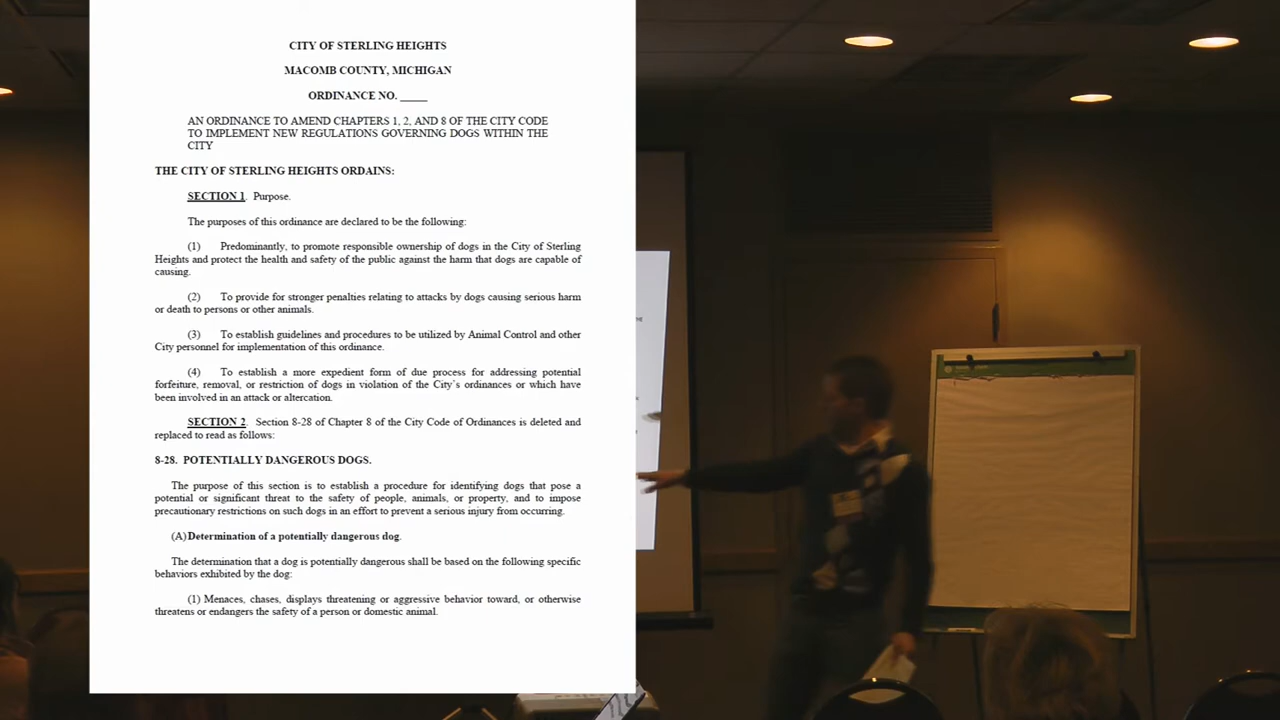 CITY OF STERLING HEIGHTS
MACOMB COUNTY, MICHIGAN
ORDINANCE NO. _____
AN ORDINANCE TO AMEND CHAPTERS 1, 2, AND 8 OF THE CITY CODE
TO IMPLEMENT NEW REGULATIONS GOVERNING DOGS WITHIN THE
CITY
THE CITY OF STERLING HEIGHTS ORDAINS:
SECTION 1. Purpose.
The purposes of this ordinance are declared to be the following:
(1) Predominantly, to promote responsible ownership of dogs in the City of Sterling
Heights and protect the health and safety of the public against the harm that dogs are capable of
causing.
(2) To provide for stronger penalties relating to attacks by dogs causing serious harm
or death to persons or other animals.
(3) To establish guidelines and procedures to be utilized by Animal Control and other
City personnel for implementation of this ordinance.
(4) To establish a more expedient form of due process for addressing potential
forfeiture, removal, or restriction of dogs in violation of the City's ordinances or which have
been involved in an attack or altercation.
SECTION 2. Section 8-28 of Chapter 8 of the City Code of Ordinances is deleted and
replaced to read as follows:
8-28. POTENTIALLY DANGEROUS DOGS.
The purpose of this section is to establish a procedure for identifying dogs that pose a
potential or significant threat to the safety of people, animals, or property, and to impose
precautionary restrictions on such dogs in an effort to prevent a serious injury from occurring.
(A) Determination of a potentially dangerous dog.
The determination that a dog is potentially dangerous shall be based on the following specific
behaviors exhibited by the dog:
(1) Menaces, chases, displays threatening or aggressive behavior toward, or otherwise
threatens or endangers the safety of a person or domestic animal.